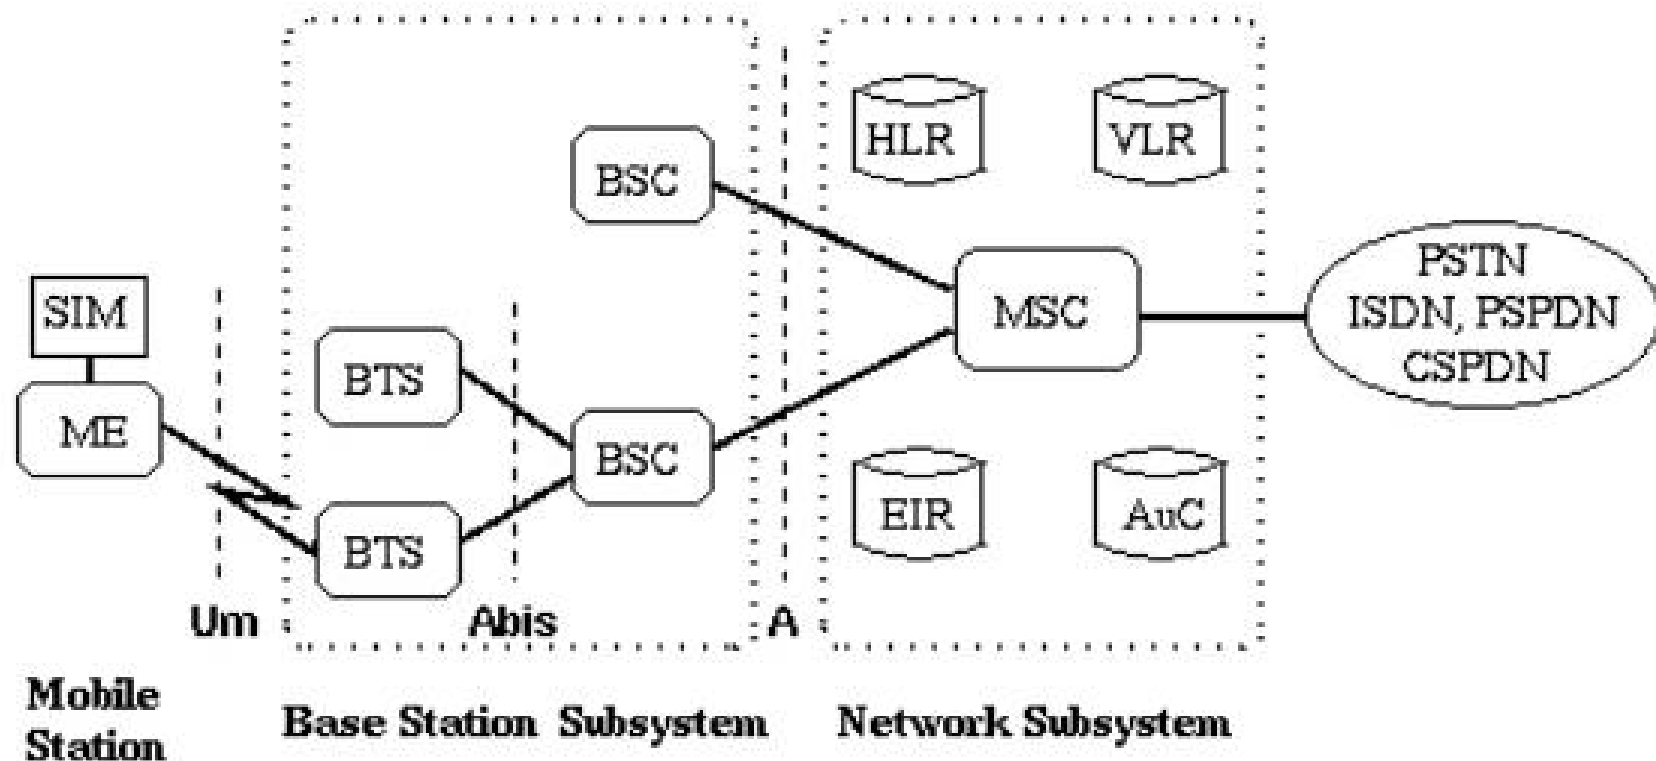 HLR
VLR
BSC
SIM
MSC
PSTN
ISDN, PSPDN
CSPDN
BTS
ME
BSC
EIR
AuC
BTS
Um
Abis
A
Mobile
Station
Base Station Subsystem
Network Subsystem